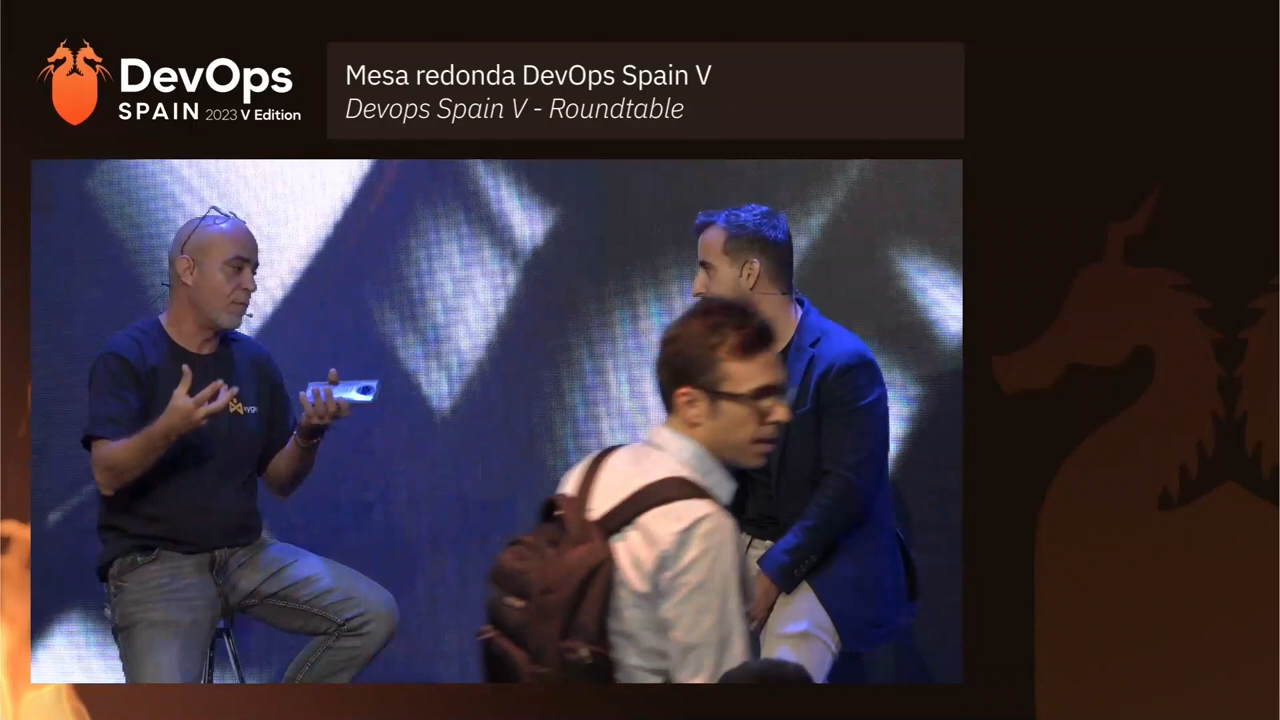 DevOps
SPAIN 2023 V Edition
Mesa redonda DevOps Spain V
Devops Spain V - Roundtable